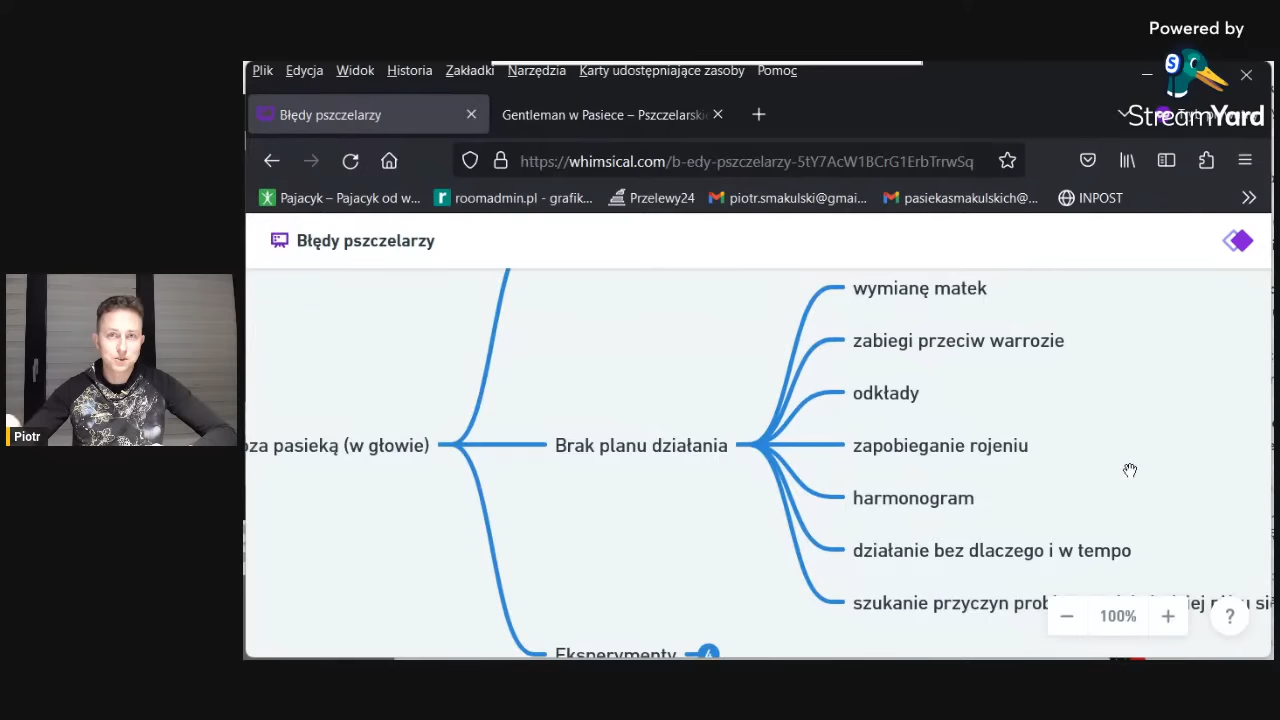 Powered by
StreamYard
Plik Edycja Widok Historia Zakładki Narzędzia Karty udostępniające zasoby Pomoc
Błędy pszczelarzy
Gentleman w Pasiece – Pszczelarski
https://whimsical.com/b-edy-pszczelarzy-5tY7AcW1BCrG1ErbTrrwSq
Pajacyk – Pajacyk od w...
roomadmin.pl - grafik...
Przelewy24
piotr.smakulski@gmai...
pasiekasmakulskich@...
INPOST
Błędy pszczelarzy
wymianę matek
zabiegi przeciw warrozie
odkłady
Piotr
pasieką (w głowie)
Brak planu działania
zapobieganie rojeniu
harmonogram
działanie bez dlaczego i w tempo
szukanie przyczyn
100%
?
Eksperymenty